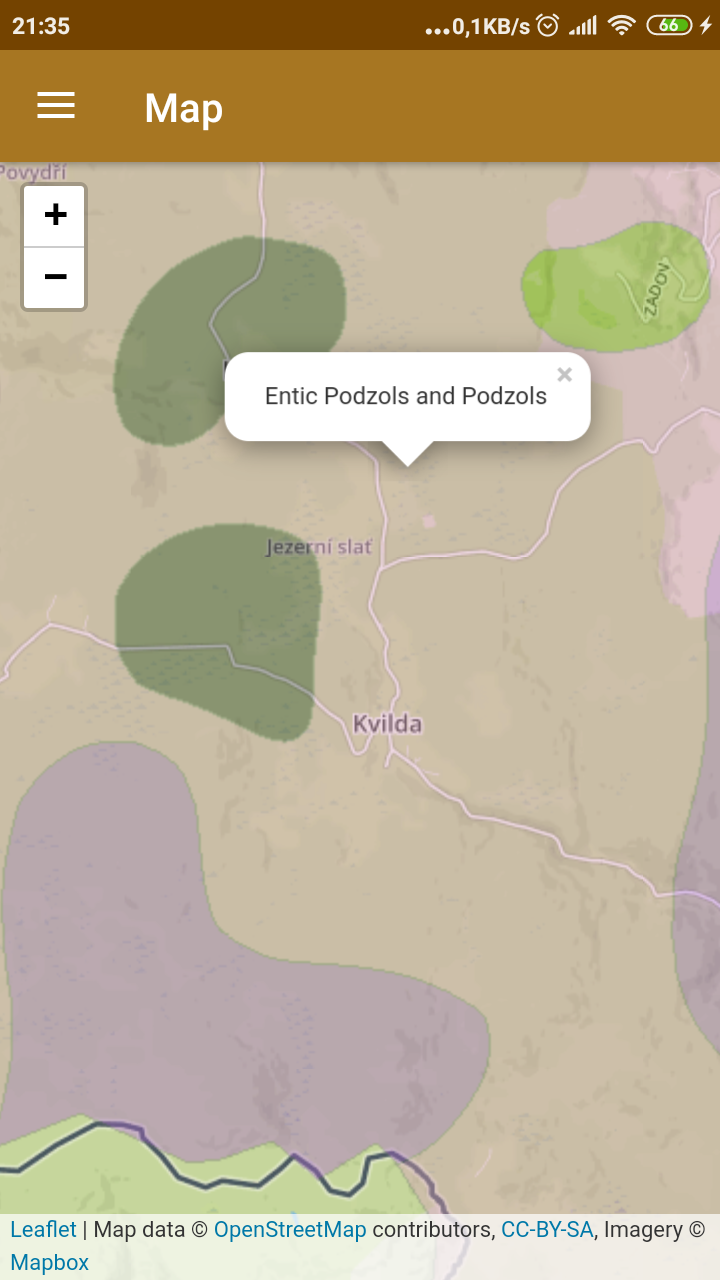 21:35
...0,1KB/s
66
Map
Povydří
+
−
ZADOV
×
Entic Podzols and Podzols
Jezerní slať
Kvilda
Leaflet | Map data © OpenStreetMap contributors, CC-BY-SA, Imagery ©
Mapbox